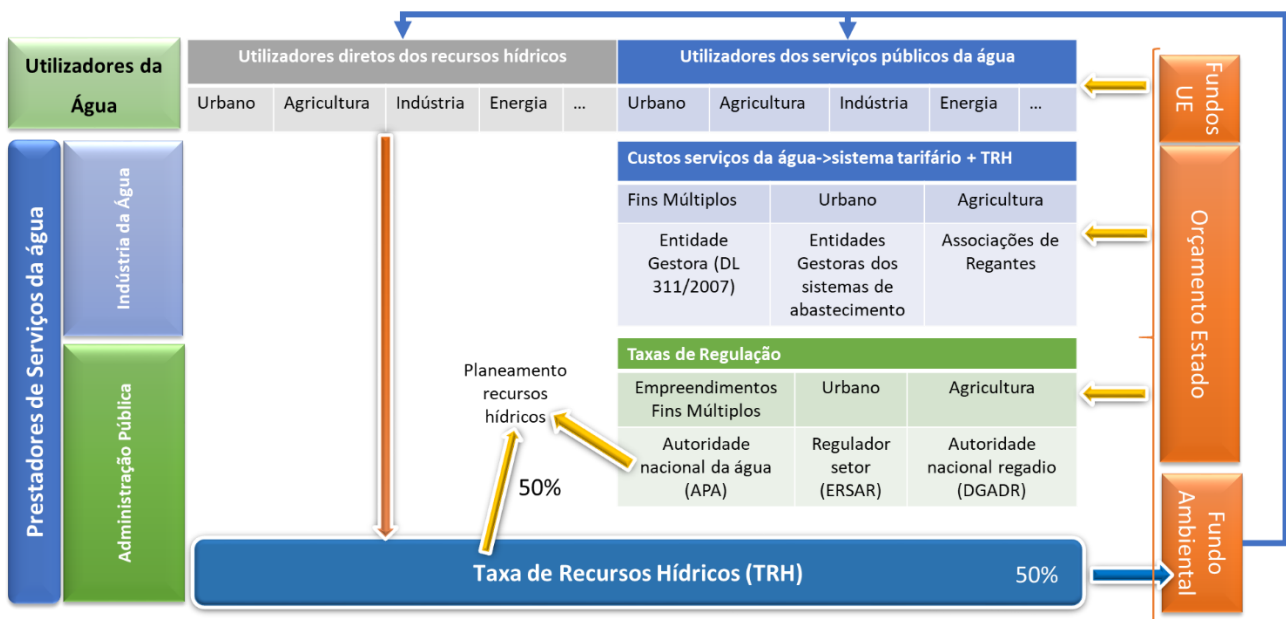 Utilizadores da
Água
Utilizadores diretos dos recursos hídricos
Utilizadores dos serviços públicos da água
Urbano
Agricultura
Indústria
Energia
...
Urbano
Agricultura
Indústria
Energia
...
Fundos
UE
Prestadores de Serviços da água
Indústria da Água
Custos serviços da água->sistema tarifário + TRH
Fins Múltiplos
Urbano
Agricultura
Entidade
Gestora (DL
311/2007)
Entidades
Gestoras dos
sistemas de
abastecimento
Associações de
Regantes
Orçamento Estado
Administração Pública
Planeamento
recursos
hídricos
50%
Taxas de Regulação
Empreendimentos
Fins Múltiplos
Urbano
Agricultura
Autoridade
nacional da água
(APA)
Regulador
setor
(ERSAR)
Autoridade
nacional regadio
(DGADR)
Taxa de Recursos Hídricos (TRH)
50%
Fundo
Ambiental